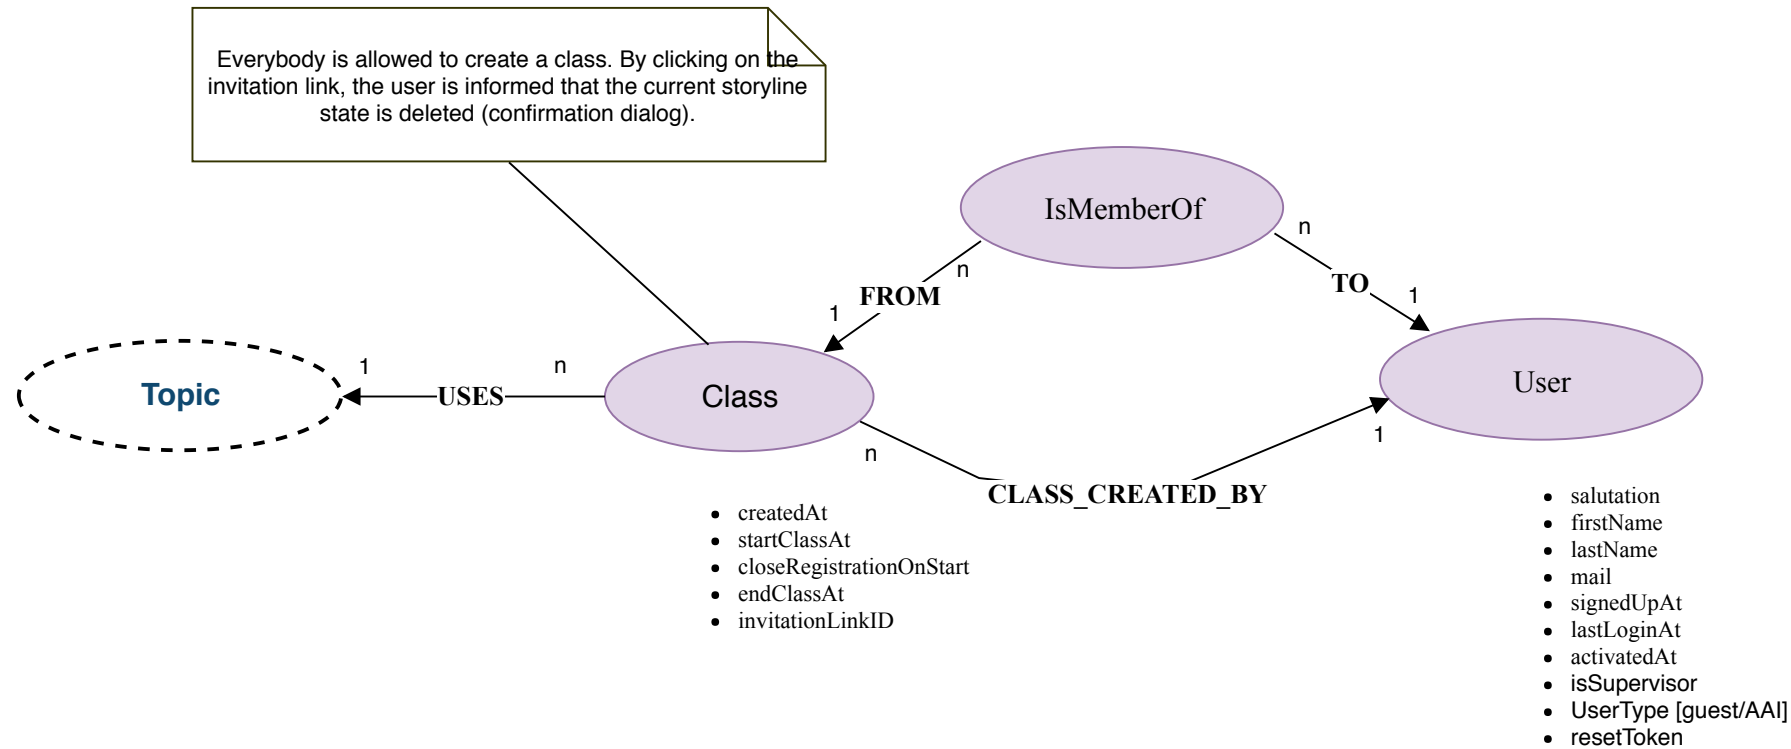 Everybody is allowed to create a class. By clicking on the
invitation link, the user is informed that the current storyline
state is deleted (confirmation dialog).
IsMemberOf
n
n
FROM
TO
1
1
Topic
1
USES
n
Class
User
n
1
CLASS_CREATED_BY
• createdAt
• startClassAt
• closeRegistrationOnStart
• endClassAt
• invitationLinkID
• salutation
• firstName
• lastName
• mail
• signedUpAt
• lastLoginAt
• activatedAt
• isSupervisor
• UserType [guest/AAI]
• resetToken